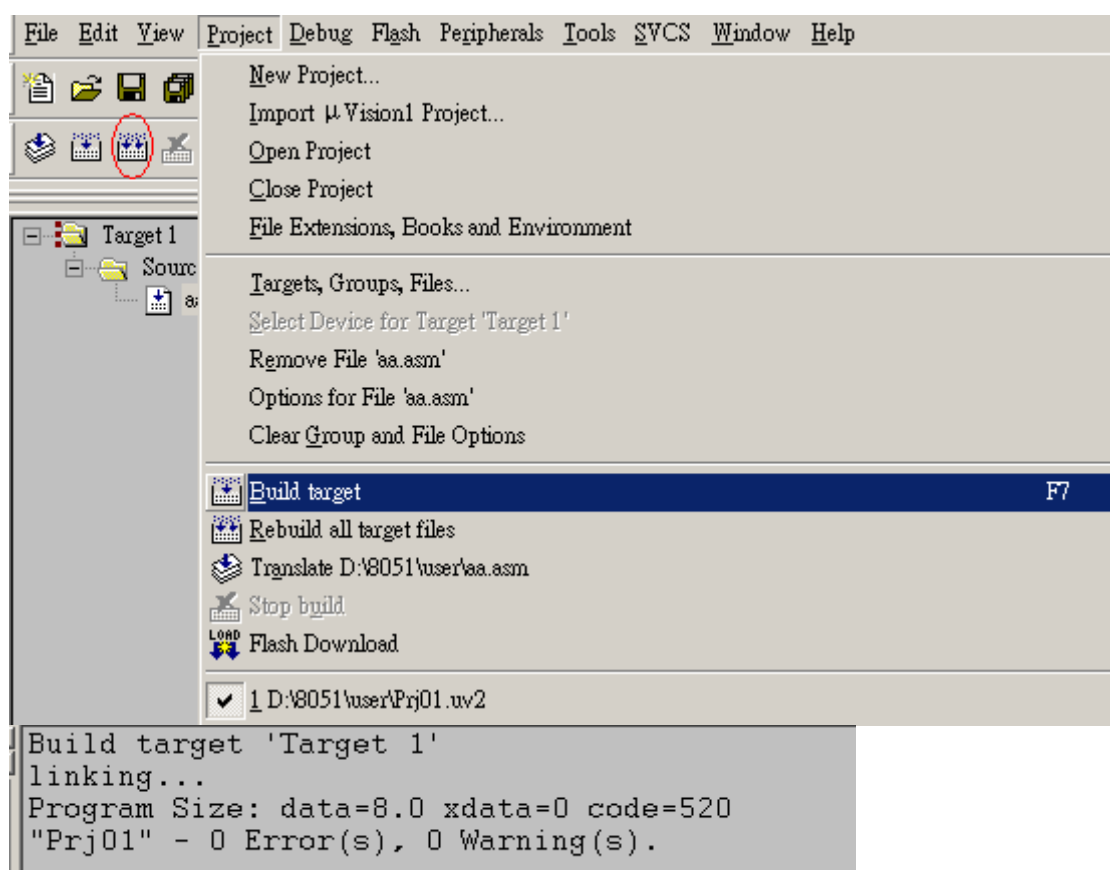 File Edit View Project Debug Flash Peripherals Tools SVCS Window Help
New Project...
Import μVision1 Project...
Open Project
Close Project
File Extensions, Books and Environment
Target 1
Targets, Groups, Files...
Select Device for Target 'Target 1'
Remove File 'aa.asm'
Options for File 'aa.asm'
Clear Group and File Options
Build target F7
Rebuild all target files
Translate D:\8051\user\aa.asm
Stop build
LOAD Flash Download
1 D:\8051\user\Prj01.uv2
Build target 'Target 1'
linking...
Program Size: data=8.0 xdata=0 code=520
"Prj01" - 0 Error(s), 0 Warning(s).